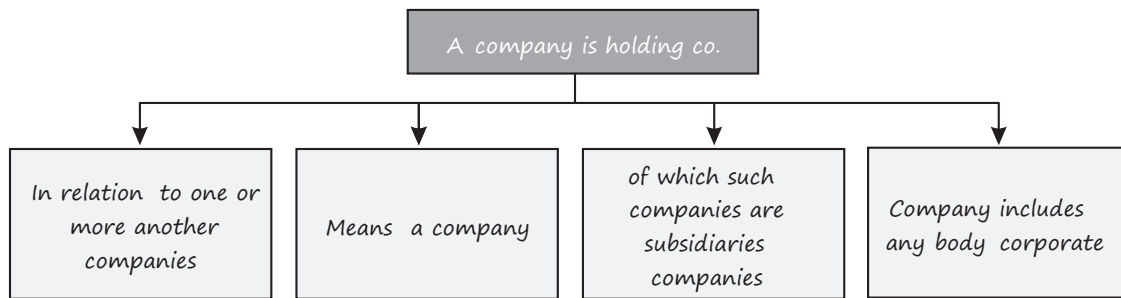 A company is holding co.
In relation to one or
more another
companies
Means a company
of which such
companies are
subsidiaries
companies
Company includes
any body corporate